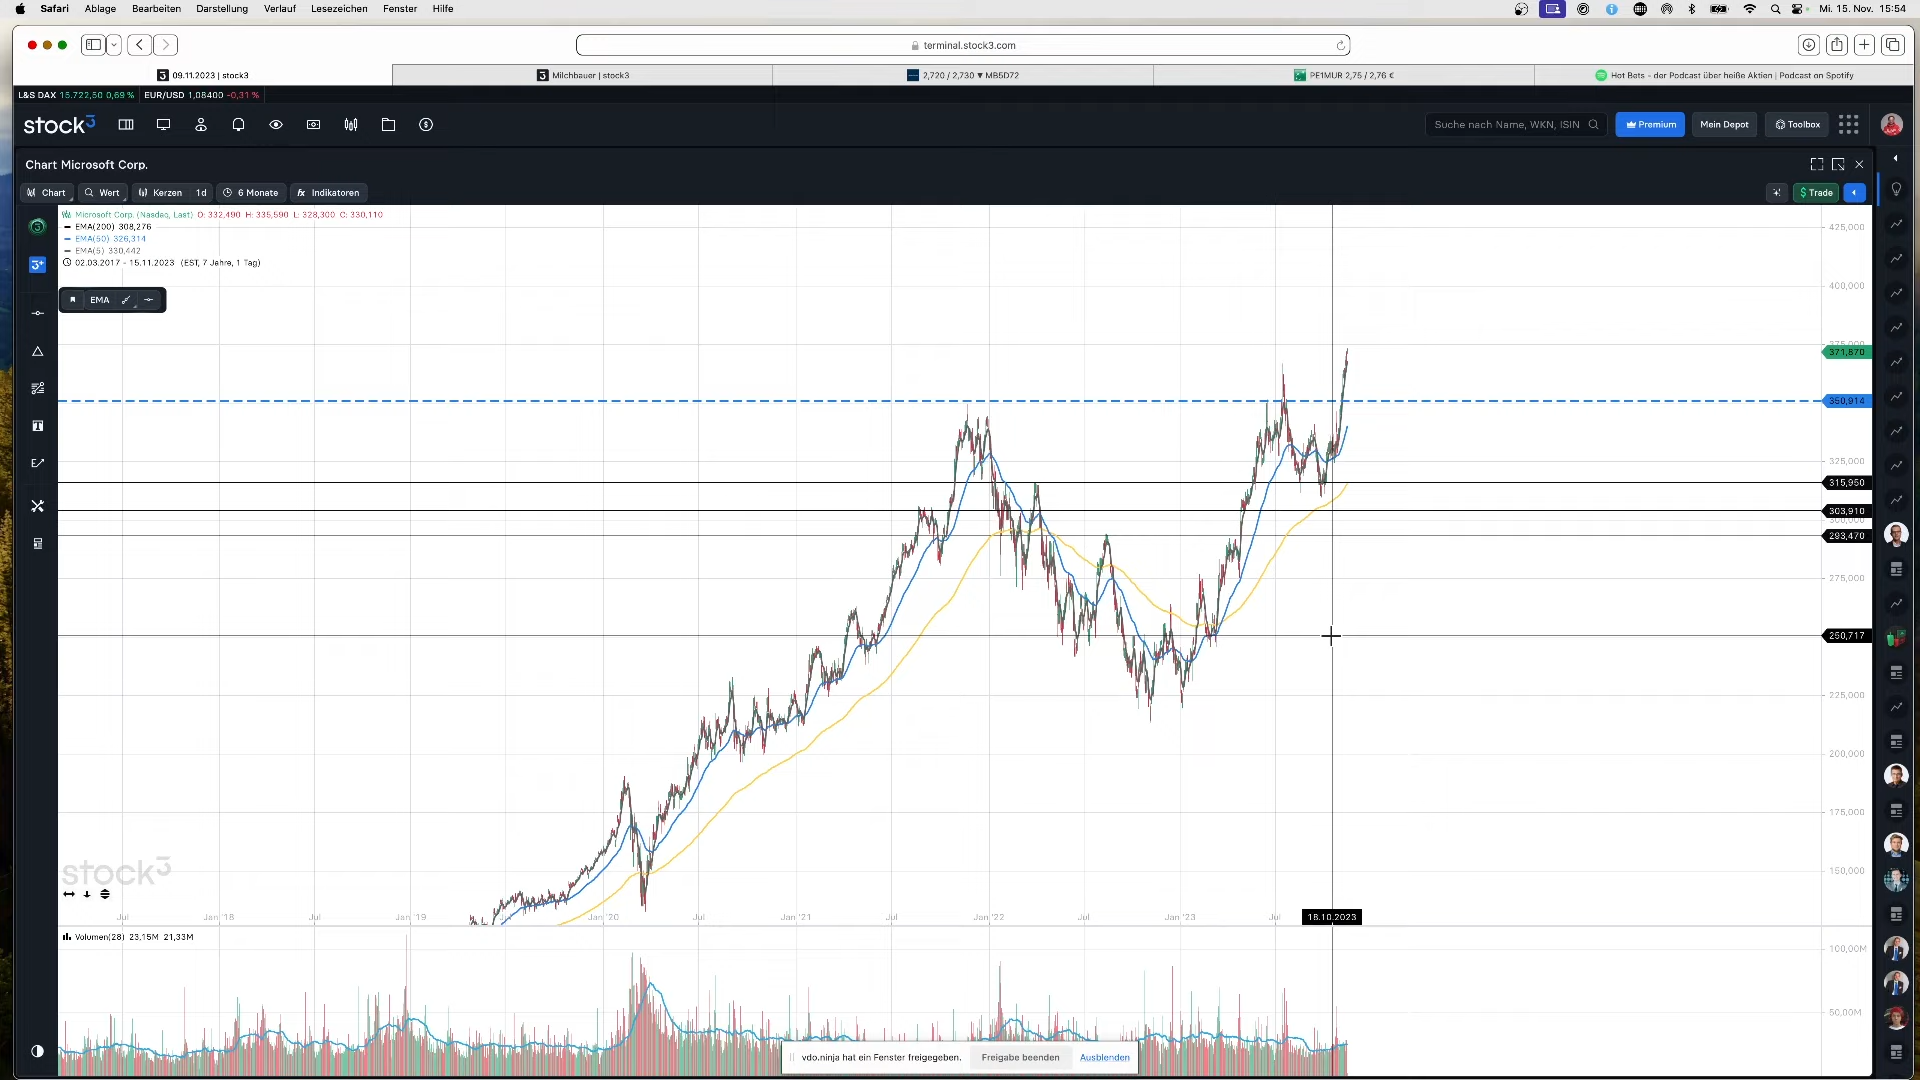 Safari Ablage Bearbeiten Darstellung Verlauf Lesezeichen Fenster Hilfe Mi. 15. Nov. 15:54
terminal.stock3.com
09.11.2023 | stock3 Milchbauer | stock3 2,720 / 2,730 ▼ MB5D72 PE1MUR 2,75 / 2,76 € Hot Bets - der Podcast über heiße Aktien | Podcast on Spotify
L&S DAX 15.722,50 0,69 % EUR/USD 1,08400 -0,31 %
stock3 Suche nach Name, WKN, ISIN Premium Mein Depot Toolbox
Chart Microsoft Corp.
Chart Wert Kerzen 1d 6 Monate fx Indikatoren $ Trade
Microsoft Corp. (Nasdaq, Last) O: 332,490 H: 335,590 L: 328,300 C: 330,110
EMA(200) 308,276
EMA(50) 326,314
EMA(5) 330,442
02.03.2017 - 15.11.2023 (EST, 7 Jahre, 1 Tag)
EMA
425,000
400,000
375,000
371,870
350,914
325,000
315,950
303,910
300,000
293,470
275,000
250,717
225,000
200,000
175,000
150,000
stock3
Jul Jan '18 Jul Jan '19 Jan '20 Jul Jan '21 Jul Jan '22 Jul Jan '23 Jul 18.10.2023
Volumen(28) 23,15M 21,33M
100,00M
50,00M
vdo.ninja hat ein Fenster freigegeben. Freigabe beenden Ausblenden